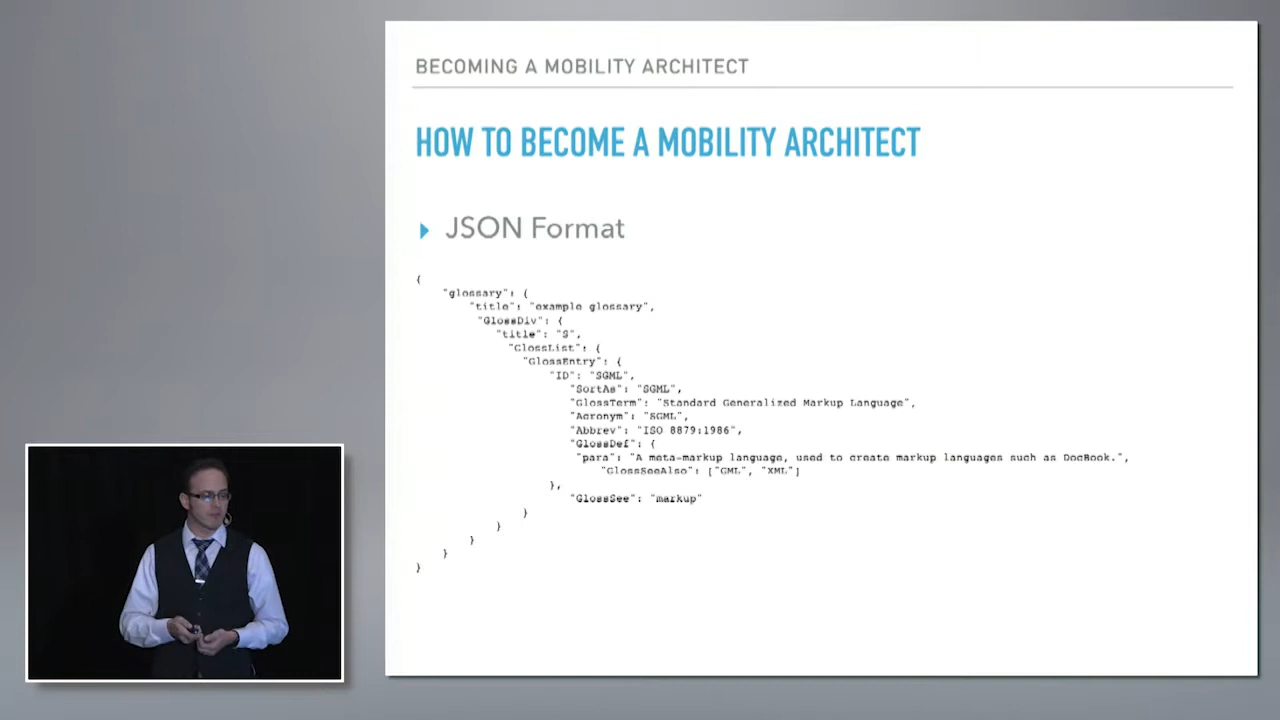 BECOMING A MOBILITY ARCHITECT
HOW TO BECOME A MOBILITY ARCHITECT
JSON Format
{
"glossary": {
"title": "example glossary",
"GlossDiv": {
"title": "S",
"GlossList": {
"GlossEntry": {
"ID": "SGML",
"SortAs": "SGML",
"GlossTerm": "Standard Generalized Markup Language",
"Acronym": "SGML",
"Abbrev": "ISO 8879:1986",
"GlossDef": {
"para": "A meta-markup language, used to create markup languages such as DocBook.",
"GlossSeeAlso": ["GML", "XML"]
},
"GlossSee": "markup"
}
}
}
}
}